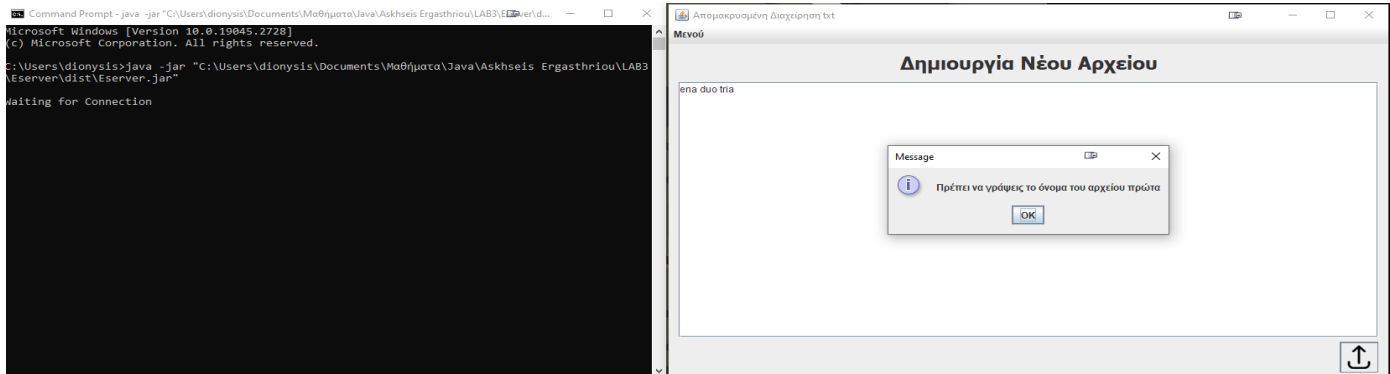 Command Prompt - java -jar "C:\Users\dionysis\Documents\Μαθήματα\Java\Askhseis Ergasthriou\LAB3\Eserver\d...
Microsoft Windows [Version 10.0.19045.2728]
(c) Microsoft Corporation. All rights reserved.
C:\Users\dionysis>java -jar "C:\Users\dionysis\Documents\Μαθήματα\Java\Askhseis Ergasthriou\LAB3
\Eserver\dist\Eserver.jar"
Waiting for Connection
Απομακρυσμένη Διαχείρηση txt
Μενού
Δημιουργία Νέου Αρχείου
ena duo tria
Message
Πρέπει να γράψεις το όνομα του αρχείου πρώτα
OK